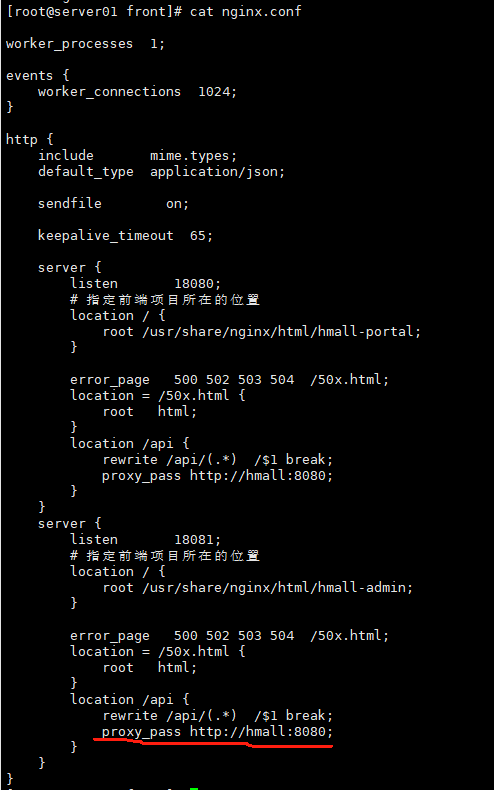 [root@server01 front]# cat nginx.conf
worker_processes  1;
events {
    worker_connections  1024;
}
http {
    include       mime.types;
    default_type  application/json;
    sendfile        on;
    keepalive_timeout  65;
    server {
        listen       18080;
        # 指定前端项目所在的位置
        location / {
            root /usr/share/nginx/html/hmall-portal;
        }
        error_page   500 502 503 504  /50x.html;
        location = /50x.html {
            root   html;
        }
        location /api {
            rewrite /api/(.*)  /$1 break;
            proxy_pass http://hmall:8080;
        }
    }
    server {
        listen       18081;
        # 指定前端项目所在的位置
        location / {
            root /usr/share/nginx/html/hmall-admin;
        }
        error_page   500 502 503 504  /50x.html;
        location = /50x.html {
            root   html;
        }
        location /api {
            rewrite /api/(.*)  /$1 break;
            proxy_pass http://hmall:8080;
        }
    }
}